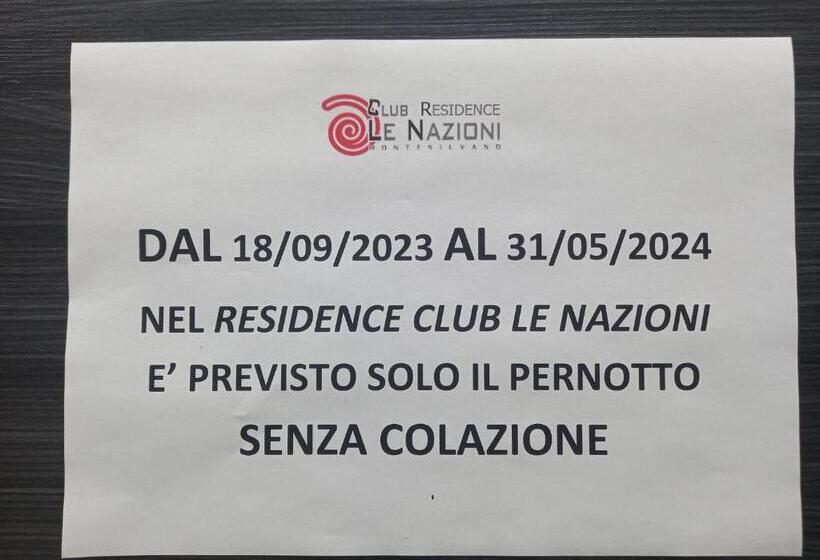 CLUB RESIDENCE
LE NAZIONI
MONTESILVANO
DAL 18/09/2023 AL 31/05/2024
NEL RESIDENCE CLUB LE NAZIONI
E’ PREVISTO SOLO IL PERNOTTO
SENZA COLAZIONE